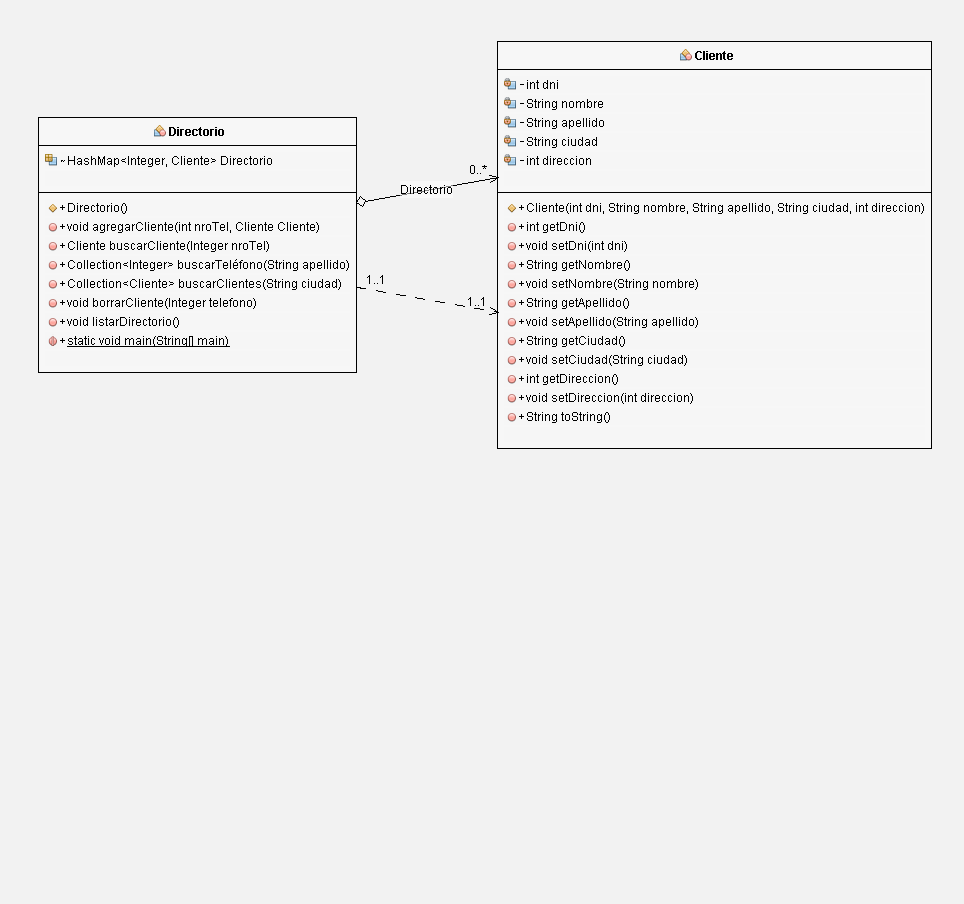 Directorio
~HashMap<Integer, Cliente> Directorio
+Directorio()
+void agregarCliente(int nroTel, Cliente Cliente)
+Cliente buscarCliente(Integer nroTel)
+Collection<Integer> buscarTeléfono(String apellido)
+Collection<Cliente> buscarClientes(String ciudad)
+void borrarCliente(Integer telefono)
+void listarDirectorio()
+static void main(String[] main)
Directorio
0..*
1..1
1..1
Cliente
-int dni
-String nombre
-String apellido
-String ciudad
-int direccion
+Cliente(int dni, String nombre, String apellido, String ciudad, int direccion)
+int getDni()
+void setDni(int dni)
+String getNombre()
+void setNombre(String nombre)
+String getApellido()
+void setApellido(String apellido)
+String getCiudad()
+void setCiudad(String ciudad)
+int getDireccion()
+void setDireccion(int direccion)
+String toString()